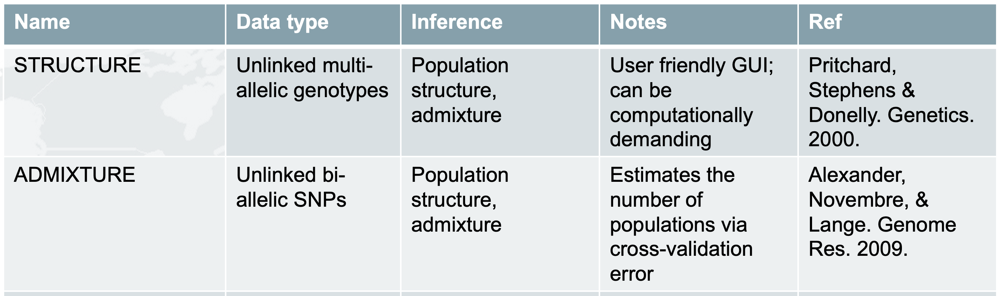 Name
Data type
Inference
Notes
Ref
STRUCTURE
Unlinked multi-
allelic genotypes
Population
structure,
admixture
User friendly GUI;
can be
computationally
demanding
Pritchard,
Stephens &
Donelly. Genetics.
2000.
ADMIXTURE
Unlinked bi-
allelic SNPs
Population
structure,
admixture
Estimates the
number of
populations via
cross-validation
error
Alexander,
Novembre, &
Lange. Genome
Res. 2009.